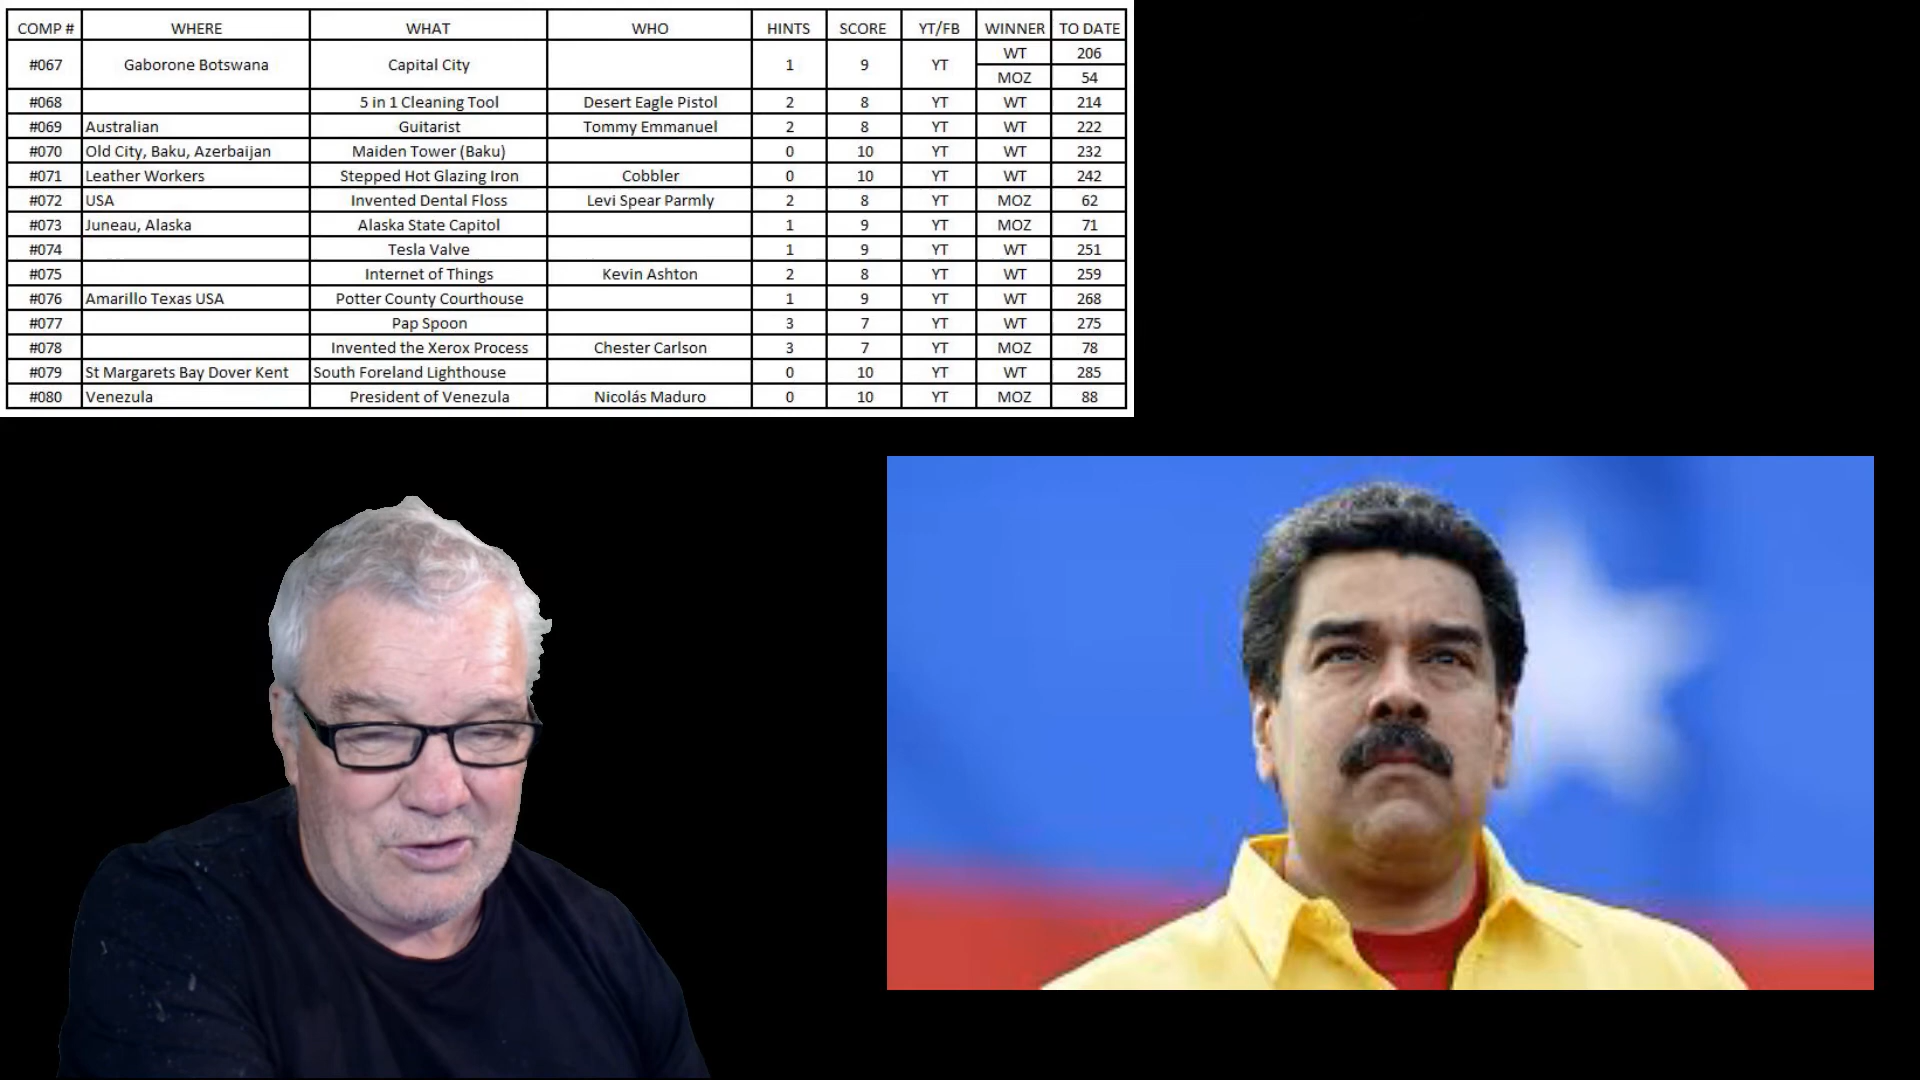 COMP # WHERE WHAT WHO HINTS SCORE YT/FB WINNER TO DATE
#067 Gaborone Botswana Capital City 1 9 YT WT 206
MOZ 54
#068 5 in 1 Cleaning Tool Desert Eagle Pistol 2 8 YT WT 214
#069 Australian Guitarist Tommy Emmanuel 2 8 YT WT 222
#070 Old City, Baku, Azerbaijan Maiden Tower (Baku) 0 10 YT WT 232
#071 Leather Workers Stepped Hot Glazing Iron Cobbler 0 10 YT WT 242
#072 USA Invented Dental Floss Levi Spear Parmly 2 8 YT MOZ 62
#073 Juneau, Alaska Alaska State Capitol 1 9 YT MOZ 71
#074 Tesla Valve 1 9 YT WT 251
#075 Internet of Things Kevin Ashton 2 8 YT WT 259
#076 Amarillo Texas USA Potter County Courthouse 1 9 YT WT 268
#077 Pap Spoon 3 7 YT WT 275
#078 Invented the Xerox Process Chester Carlson 3 7 YT MOZ 78
#079 St Margarets Bay Dover Kent South Foreland Lighthouse 0 10 YT WT 285
#080 Venezula President of Venezula Nicolás Maduro 0 10 YT MOZ 88